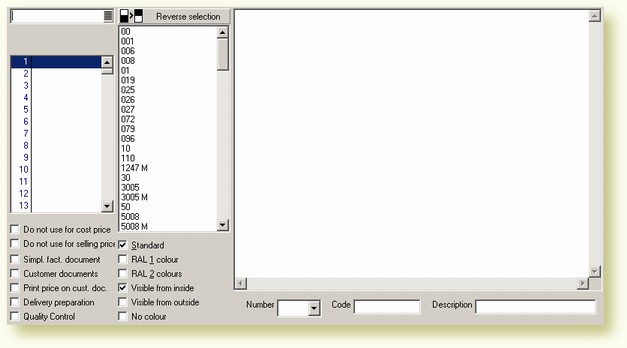 Reverse selection
00
001
006
008
01
019
025
026
027
072
079
096
10
110
1247 M
30
3005
3005 M
50
5008
5008 M
1
2
3
4
5
6
7
8
9
10
11
12
13
Do not use for cost price
Do not use for selling price
Simpl. fact. document
Customer documents
Print price on cust. doc.
Delivery preparation
Quality Control
Standard
RAL 1 colour
RAL 2 colours
Visible from inside
Visible from outside
No colour
Number
Code
Description